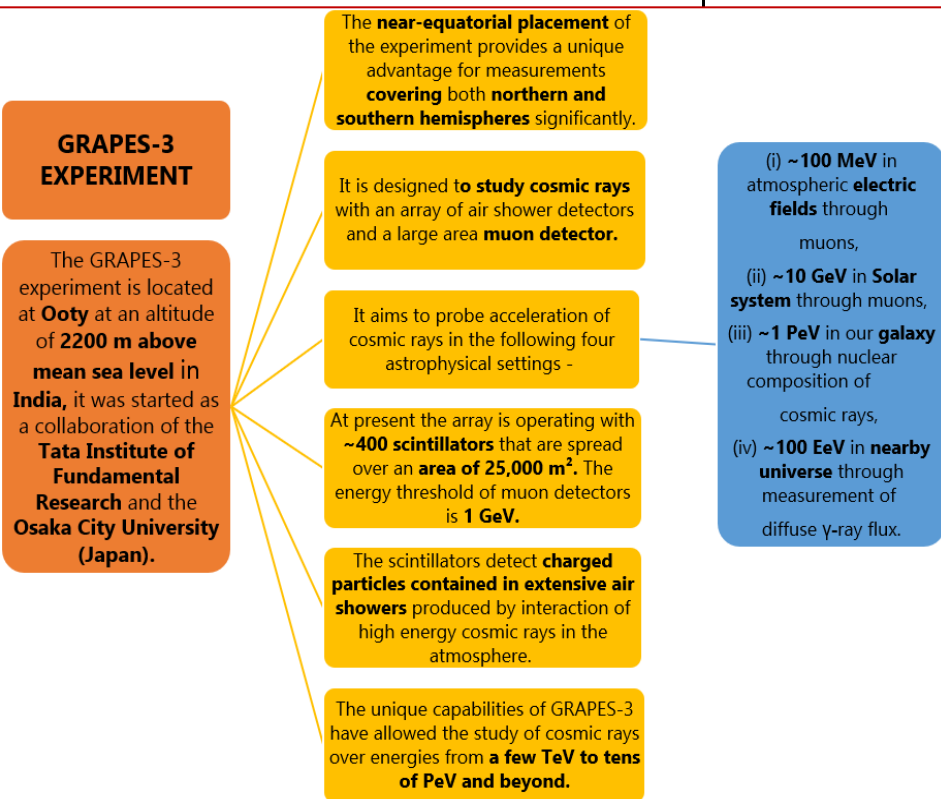 GRAPES-3
EXPERIMENT
The GRAPES-3
experiment is located
at Ooty at an altitude
of 2200 m above
mean sea level in
India, it was started as
a collaboration of the
Tata Institute of
Fundamental
Research and the
Osaka City University
(Japan).
The near-equatorial placement of
the experiment provides a unique
advantage for measurements
covering both northern and
southern hemispheres significantly.
It is designed to study cosmic rays
with an array of air shower detectors
and a large area muon detector.
It aims to probe acceleration of
cosmic rays in the following four
astrophysical settings -
(i) ~100 MeV in
atmospheric electric
fields through
muons,
(ii) ~10 GeV in Solar
system through muons,
(iii) ~1 PeV in our galaxy
through nuclear
composition of
cosmic rays,
(iv) ~100 EeV in nearby
universe through
measurement of
diffuse γ-ray flux.
At present the array is operating with
~400 scintillators that are spread
over an area of 25,000 m². The
energy threshold of muon detectors
is 1 GeV.
The scintillators detect charged
particles contained in extensive air
showers produced by interaction of
high energy cosmic rays in the
atmosphere.
The unique capabilities of GRAPES-3
have allowed the study of cosmic rays
over energies from a few TeV to tens
of PeV and beyond.